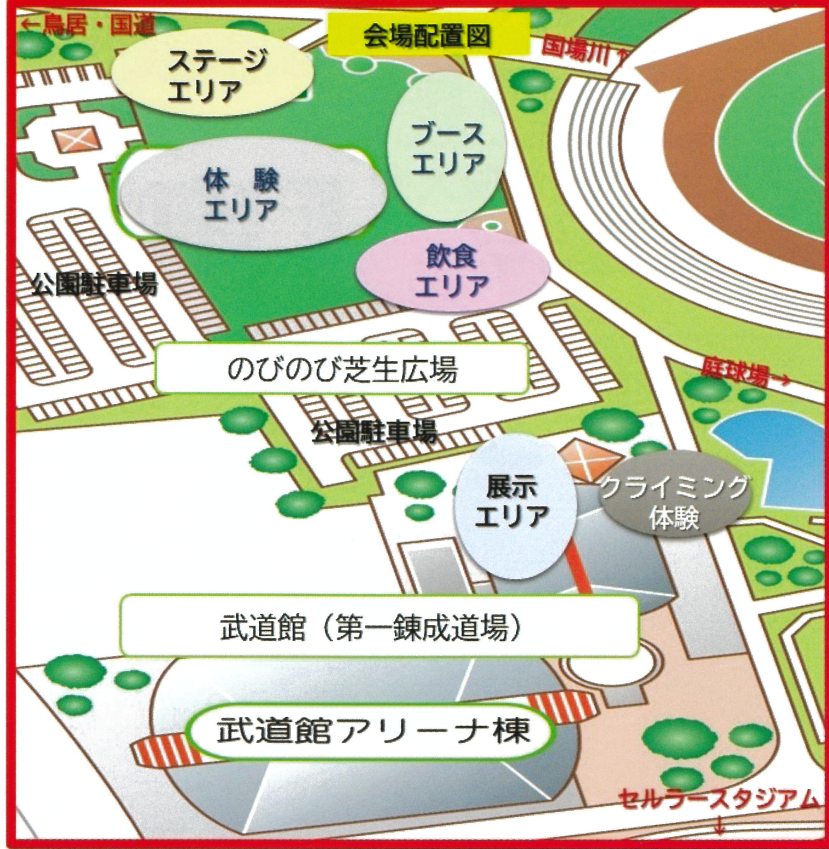 ←鳥居・国道
会場配置図
国場川↑
ステージ
エリア
ブース
エリア
体 験
エリア
飲食
エリア
公園駐車場
のびのび芝生広場
庭球場→
公園駐車場
展示
エリア
クライミング
体験
武道館（第一錬成道場）
武道館アリーナ棟
セルラースタジアム
↓